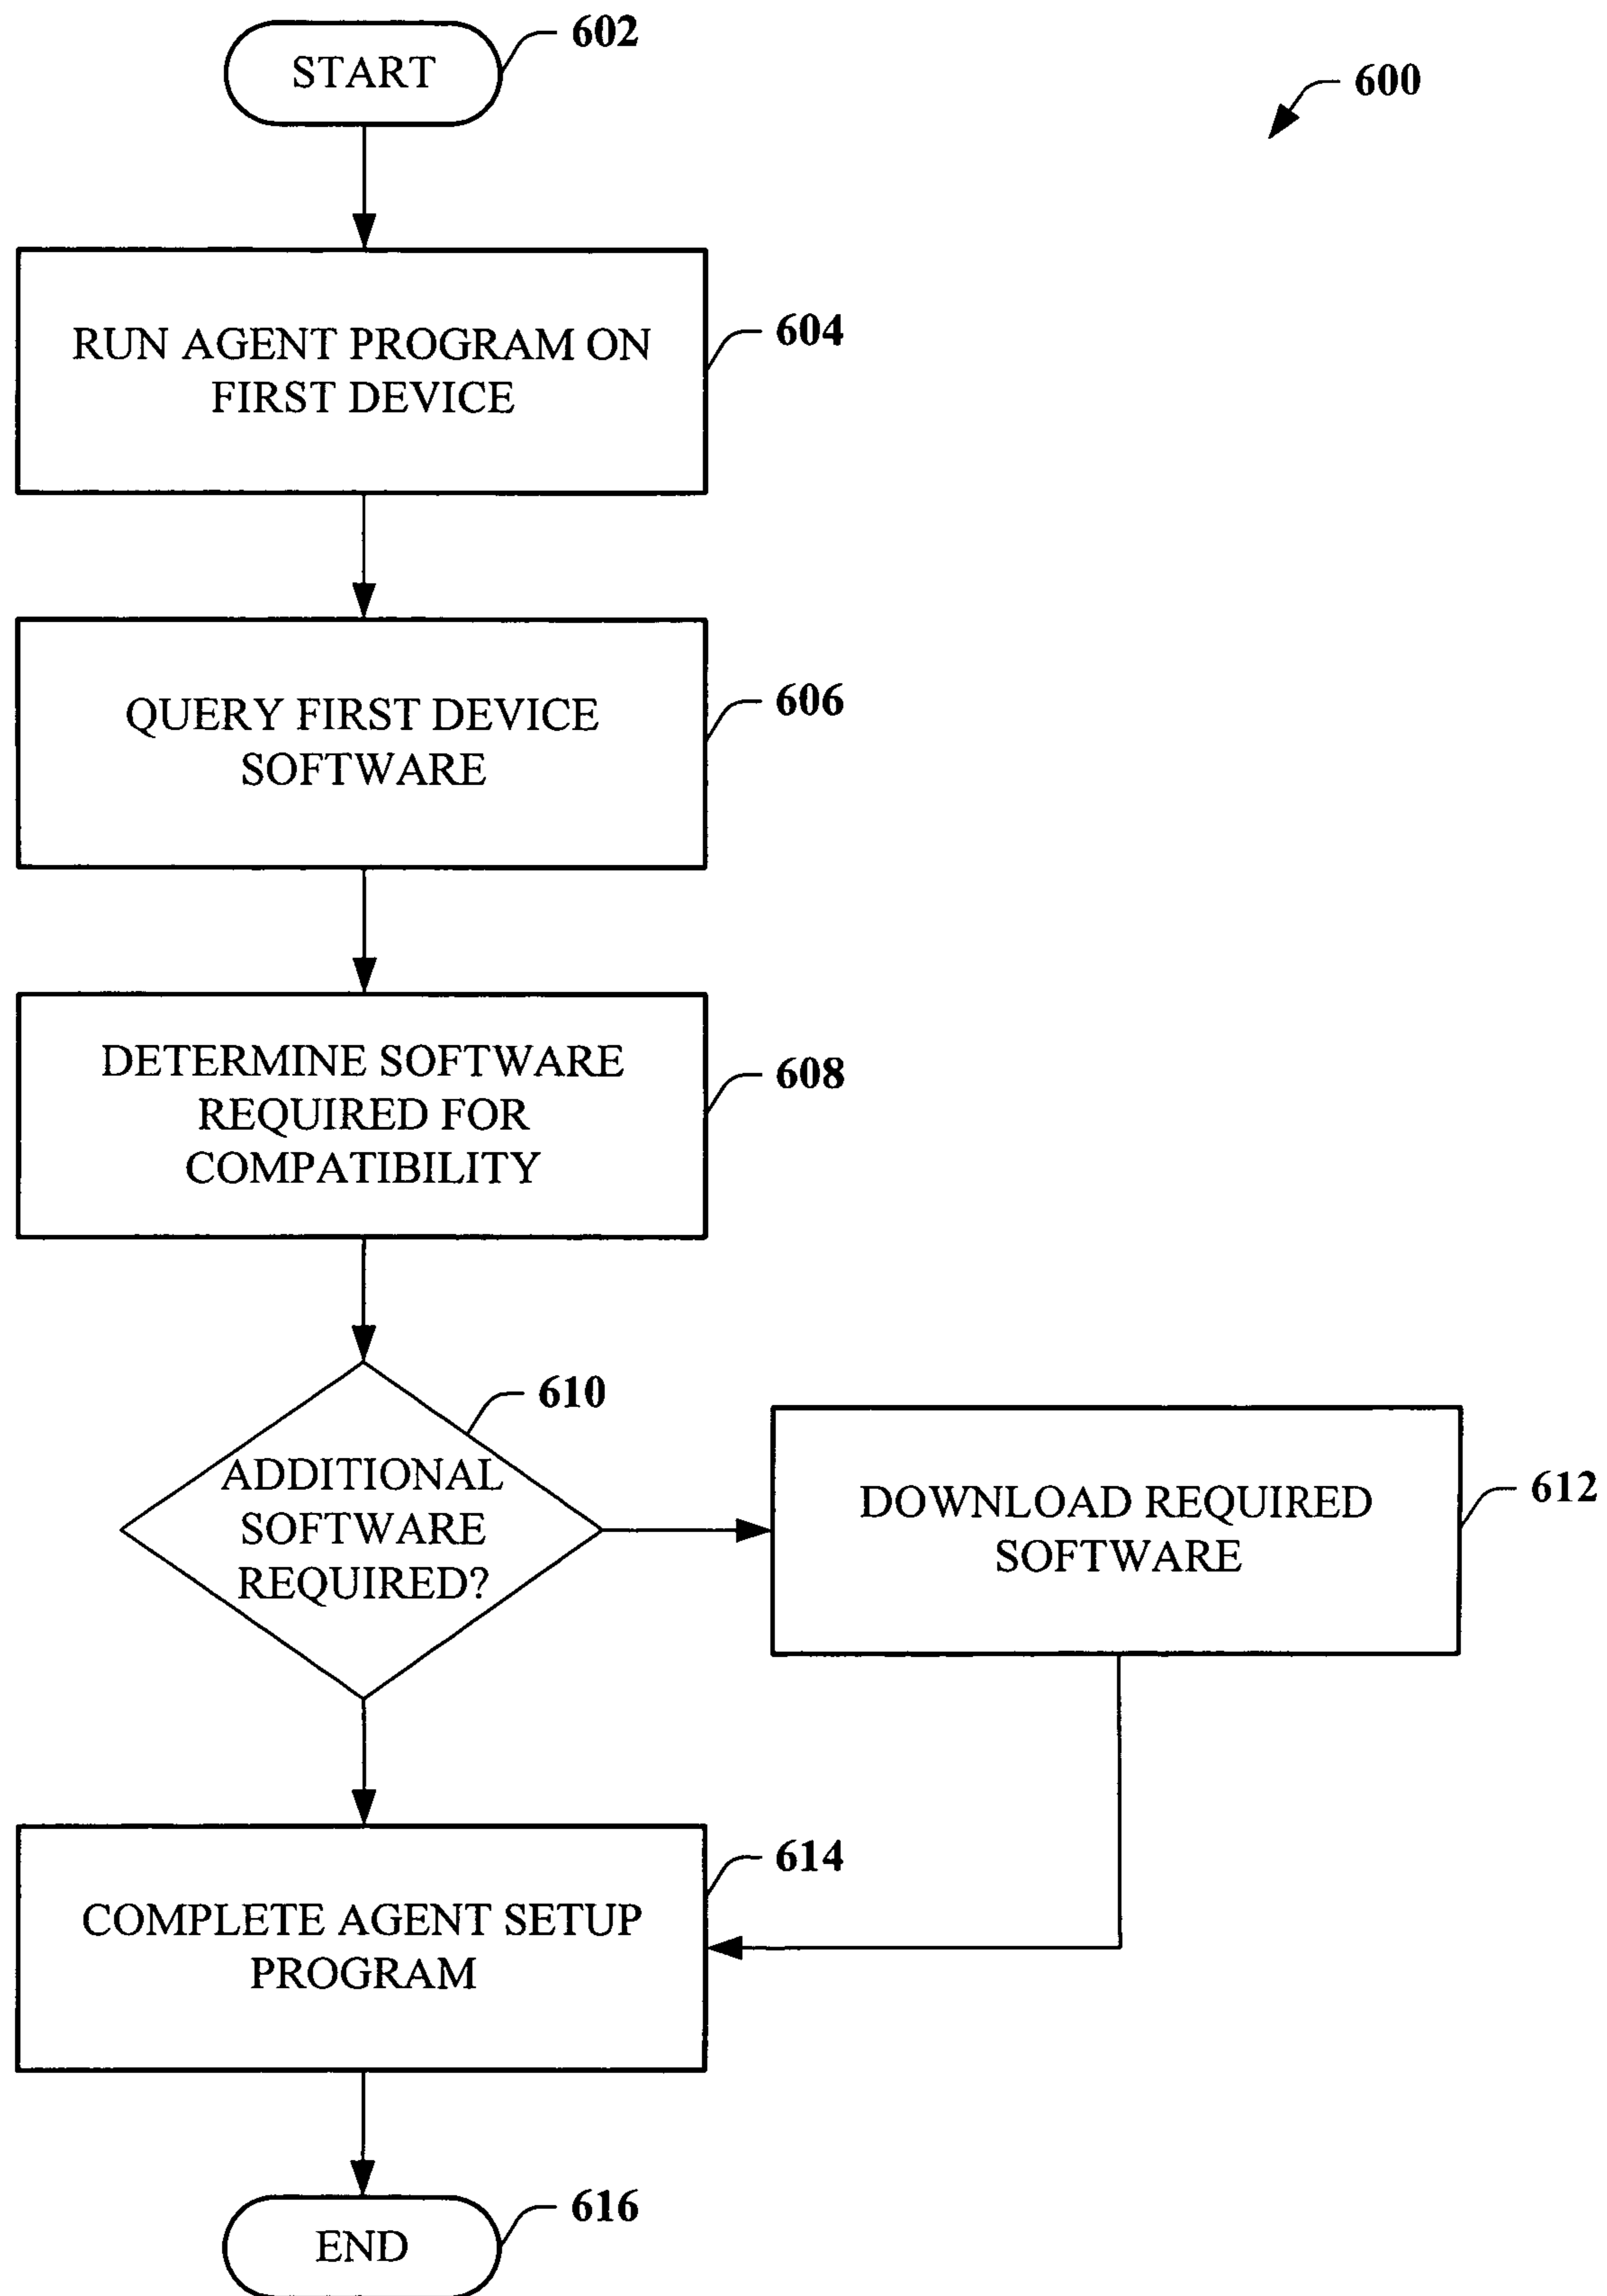 START
602
600
RUN AGENT PROGRAM ON
FIRST DEVICE
604
QUERY FIRST DEVICE
SOFTWARE
606
DETERMINE SOFTWARE
REQUIRED FOR
COMPATIBILITY
608
610
ADDITIONAL
SOFTWARE
REQUIRED?
DOWNLOAD REQUIRED
SOFTWARE
612
614
COMPLETE AGENT SETUP
PROGRAM
616
END